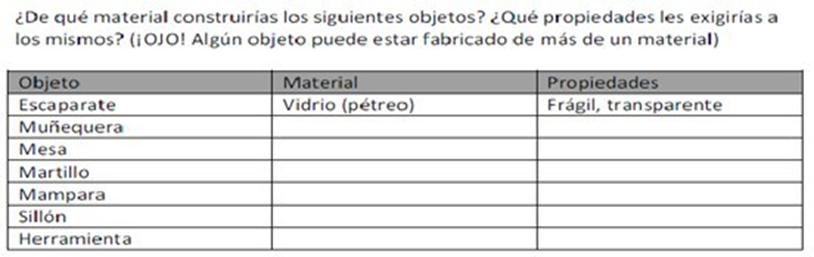 ¿De qué material construirías los siguientes objetos? ¿Qué propiedades les exigirías a
los mismos? (¡OJO! Algún objeto puede estar fabricado de más de un material)
Objeto Material Propiedades
Escaparate Vidrio (pétreo) Frágil, transparente
Muñequera
Mesa
Martillo
Mampara
Sillón
Herramienta